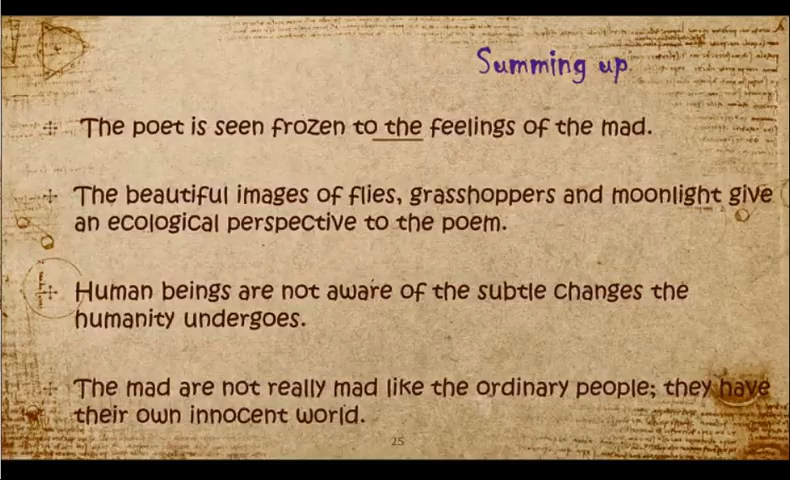 Summing up
The poet is seen frozen to the feelings of the mad.
The beautiful images of flies, grasshoppers and moonlight give
an ecological perspective to the poem.
Human beings are not aware of the subtle changes the
humanity undergoes.
The mad are not really mad like the ordinary people; they have
their own innocent world.
25